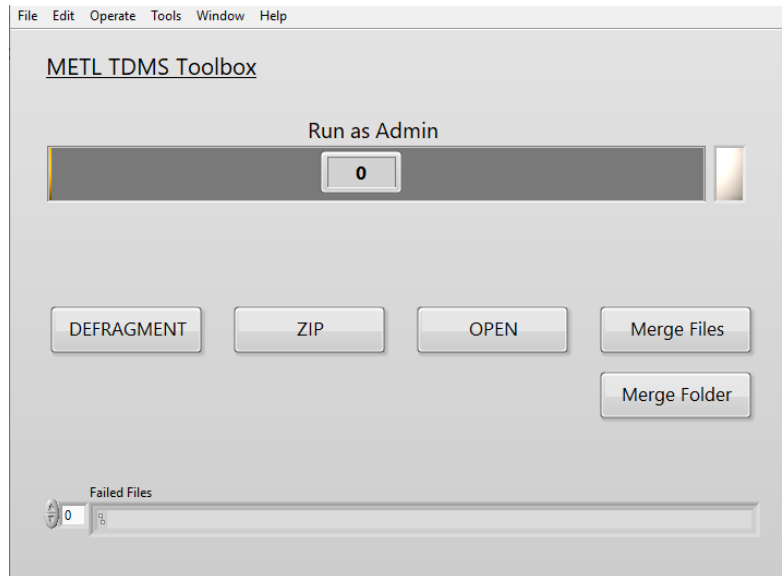 File Edit Operate Tools Window Help
METL TDMS Toolbox
Run as Admin
0
DEFRAGMENT ZIP OPEN Merge Files
Merge Folder
Failed Files
0